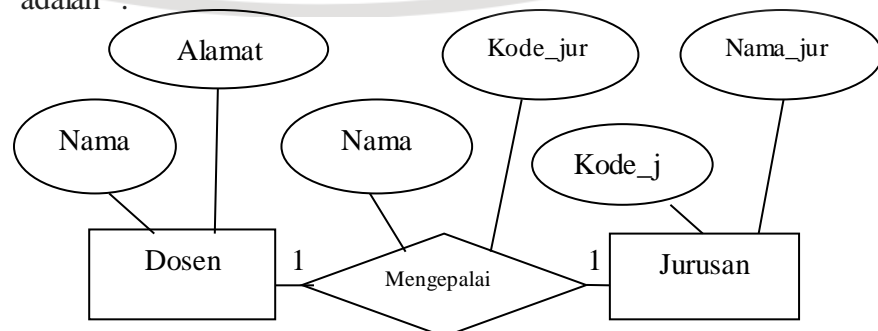 adalah :
Alamat
Kode_jur
Nama_jur
Nama
Nama
Kode_j
Dosen
1
Mengepalai
1
Jurusan